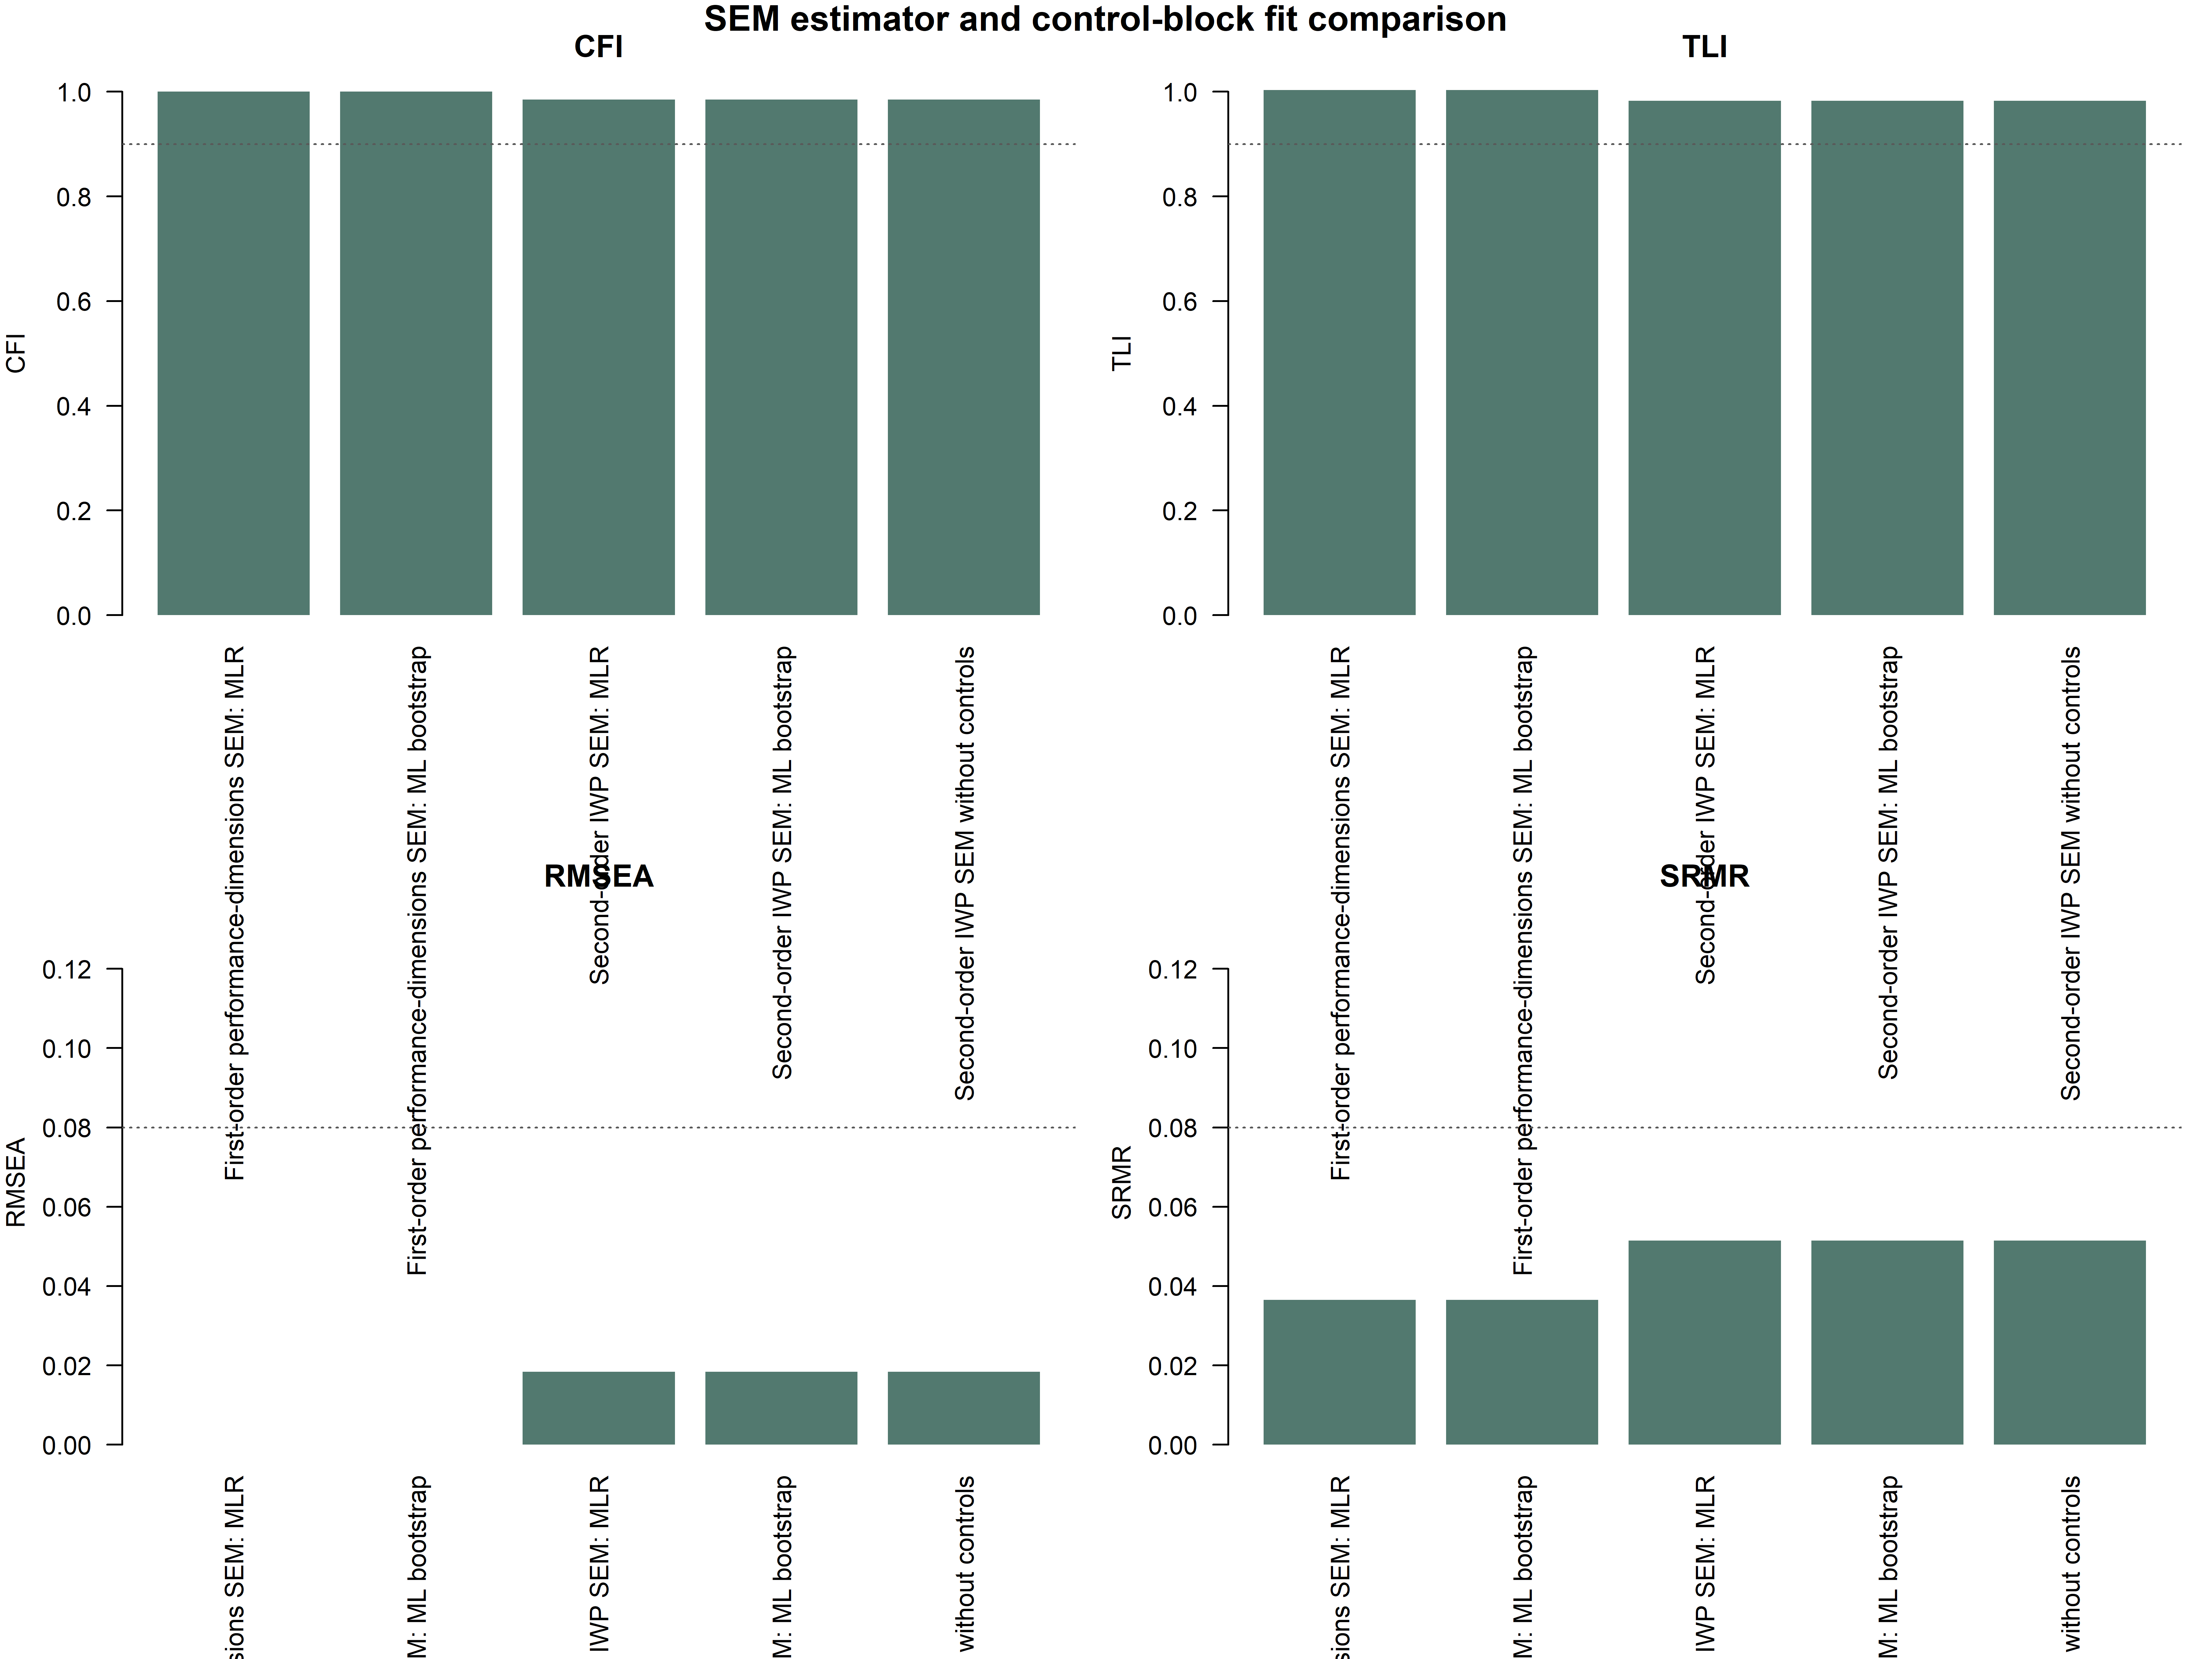 SEM estimator and control-block fit comparison
CFI
CFI
1.0
0.8
0.6
0.4
0.2
0.0
First-order performance-dimensions SEM: MLR
First-order performance-dimensions SEM: ML bootstrap
Second-order IWP SEM: MLR
Second-order IWP SEM: ML bootstrap
Second-order IWP SEM without controls
TLI
TLI
1.0
0.8
0.6
0.4
0.2
0.0
First-order performance-dimensions SEM: MLR
First-order performance-dimensions SEM: ML bootstrap
Second-order IWP SEM: MLR
Second-order IWP SEM: ML bootstrap
Second-order IWP SEM without controls
RMSEA
RMSEA
0.12
0.10
0.08
0.06
0.04
0.02
0.00
sions SEM: MLR
M: ML bootstrap
IWP SEM: MLR
M: ML bootstrap
without controls
SRMR
SRMR
0.12
0.10
0.08
0.06
0.04
0.02
0.00
sions SEM: MLR
M: ML bootstrap
IWP SEM: MLR
M: ML bootstrap
without controls